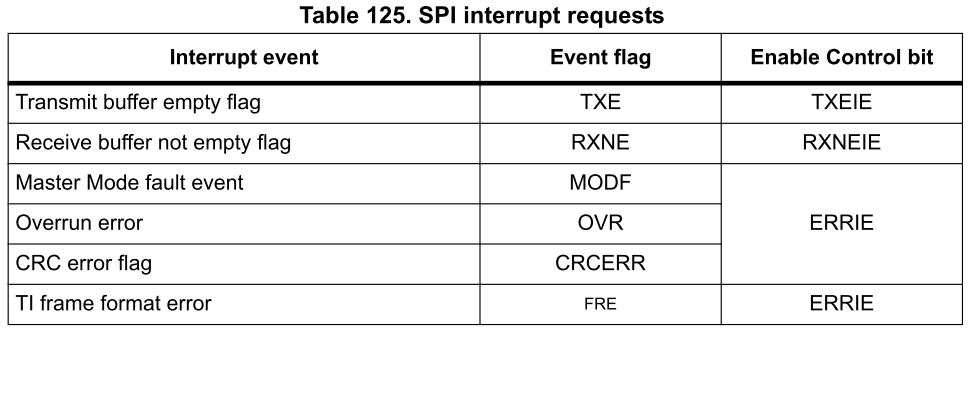 Table 125. SPI interrupt requests
Interrupt event Event flag Enable Control bit
Transmit buffer empty flag TXE TXEIE
Receive buffer not empty flag RXNE RXNEIE
Master Mode fault event MODF
Overrun error OVR ERRIE
CRC error flag CRCERR
TI frame format error FRE ERRIE